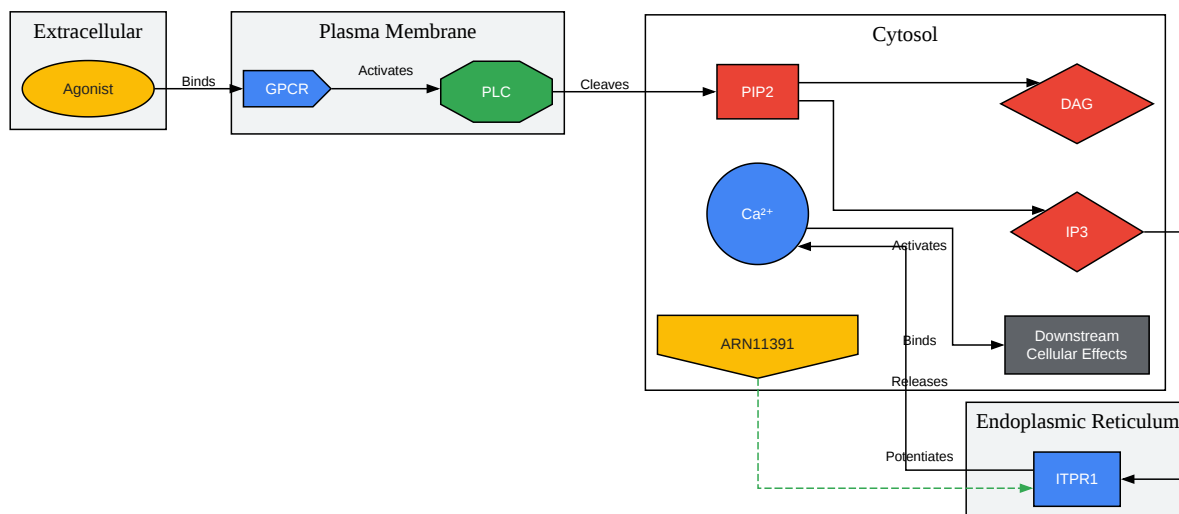 Extracellular
Plasma Membrane
Cytosol
Agonist
Binds
GPCR
Activates
PLC
Cleaves
PIP2
DAG
Ca²⁺
IP3
Activates
ARN11391
Binds
Downstream
Cellular Effects
Releases
Endoplasmic Reticulum
Potentiates
ITPR1